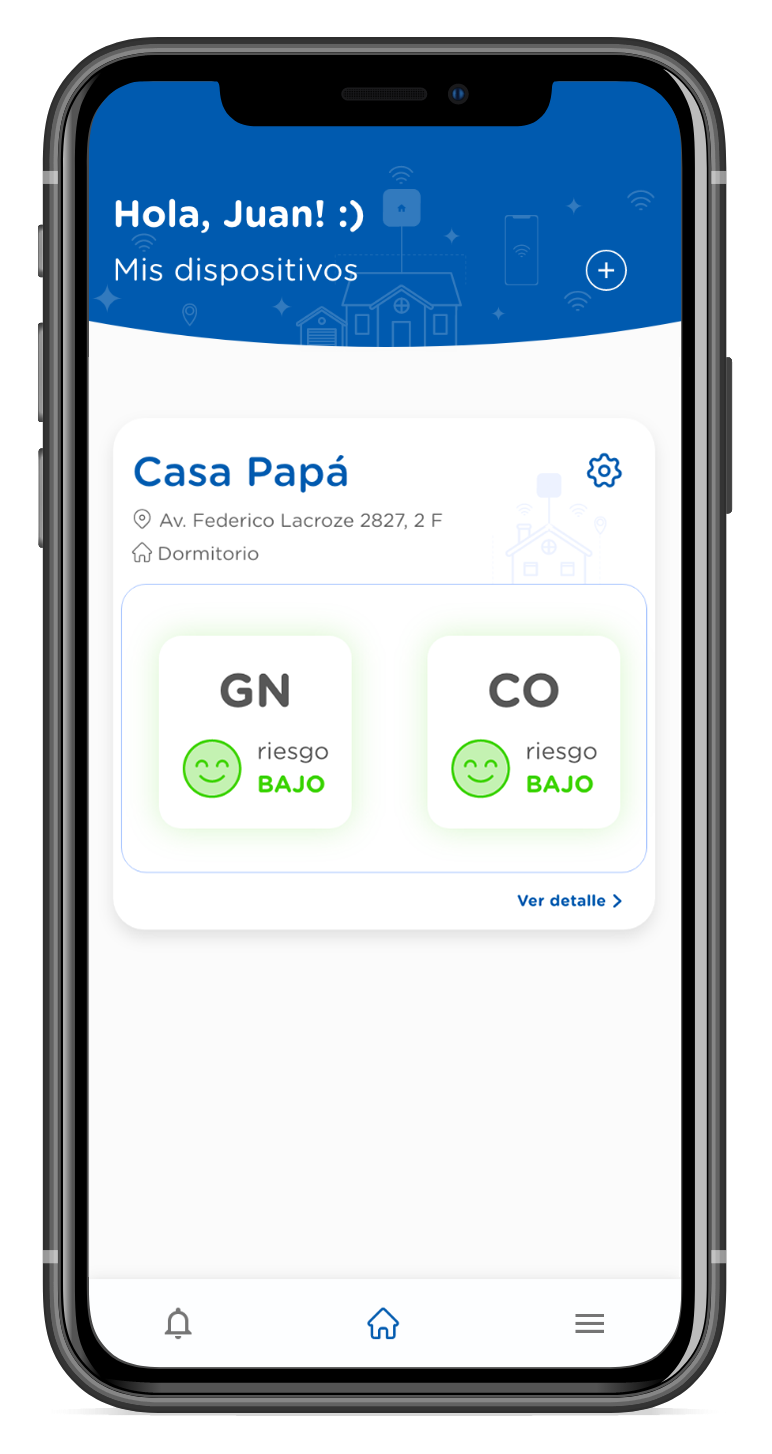 Hola, Juan! :)
Mis dispositivos
Casa Papá
Av. Federico Lacroze 2827, 2 F
Dormitorio
GN
riesgo
BAJO
CO
riesgo
BAJO
Ver detalle